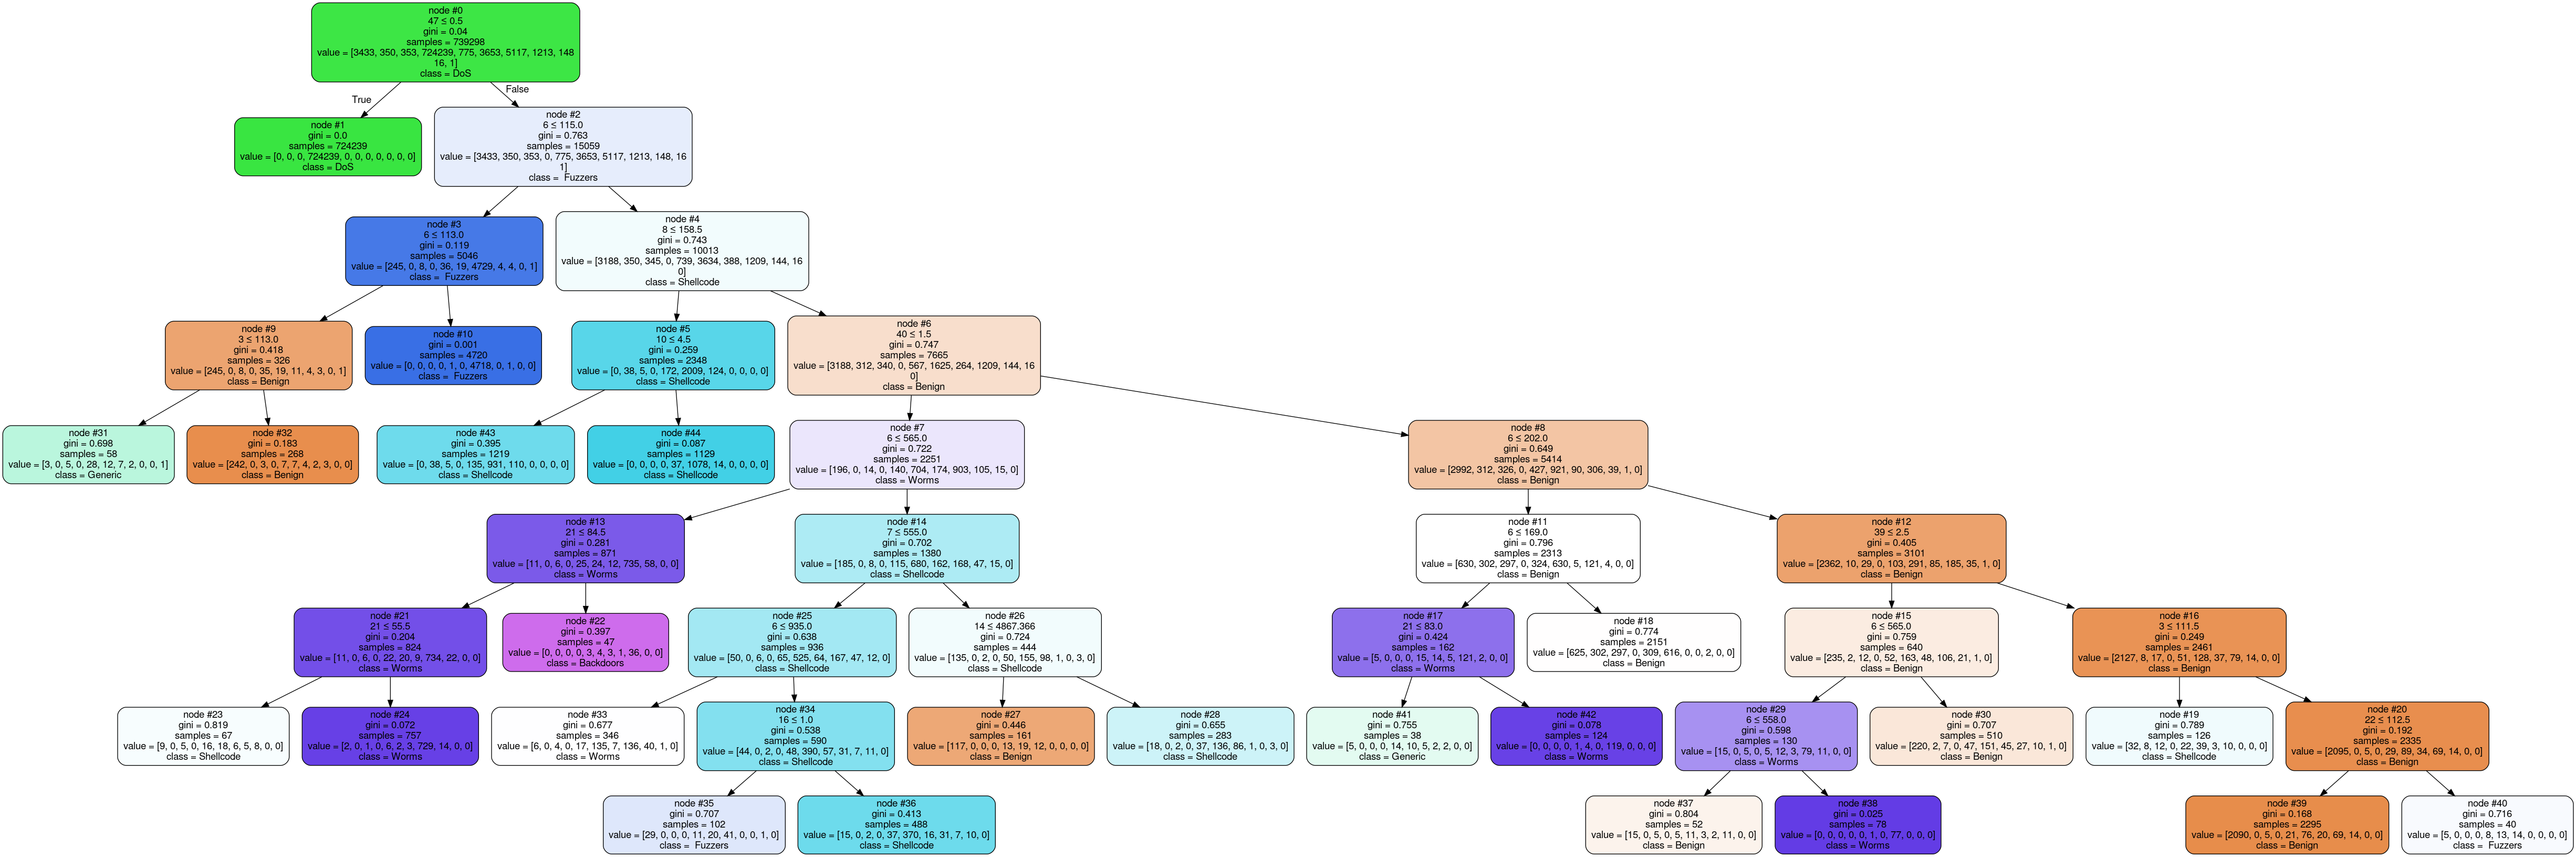 node #0
47 ≤ 0.5
gini = 0.04
samples = 739298
value = [3433, 350, 353, 724239, 775, 3653, 5117, 1213, 148
16, 1]
class = DoS
True
False
node #1
gini = 0.0
samples = 724239
value = [0, 0, 0, 724239, 0, 0, 0, 0, 0, 0, 0]
class = DoS
node #2
6 ≤ 115.0
gini = 0.763
samples = 15059
value = [3433, 350, 353, 0, 775, 3653, 5117, 1213, 148, 16
1]
class = Fuzzers
node #3
6 ≤ 113.0
gini = 0.119
samples = 5046
value = [245, 0, 8, 0, 36, 19, 4729, 4, 4, 0, 1]
class = Fuzzers
node #4
8 ≤ 158.5
gini = 0.743
samples = 10013
value = [3188, 350, 345, 0, 739, 3634, 388, 1209, 144, 16
0]
class = Shellcode
node #9
3 ≤ 113.0
gini = 0.418
samples = 326
value = [245, 0, 8, 0, 35, 19, 11, 4, 3, 0, 1]
class = Benign
node #10
gini = 0.001
samples = 4720
value = [0, 0, 0, 0, 1, 0, 4718, 0, 1, 0, 0]
class = Fuzzers
node #5
10 ≤ 4.5
gini = 0.259
samples = 2348
value = [0, 38, 5, 0, 172, 2009, 124, 0, 0, 0, 0]
class = Shellcode
node #6
40 ≤ 1.5
gini = 0.747
samples = 7665
value = [3188, 312, 340, 0, 567, 1625, 264, 1209, 144, 16
0]
class = Benign
node #31
gini = 0.698
samples = 58
value = [3, 0, 5, 0, 28, 12, 7, 2, 0, 0, 1]
class = Generic
node #32
gini = 0.183
samples = 268
value = [242, 0, 3, 0, 7, 7, 4, 2, 3, 0, 0]
class = Benign
node #43
gini = 0.395
samples = 1219
value = [0, 38, 5, 0, 135, 931, 110, 0, 0, 0, 0]
class = Shellcode
node #44
gini = 0.087
samples = 1129
value = [0, 0, 0, 0, 37, 1078, 14, 0, 0, 0, 0]
class = Shellcode
node #7
6 ≤ 565.0
gini = 0.722
samples = 2251
value = [196, 0, 14, 0, 140, 704, 174, 903, 105, 15, 0]
class = Worms
node #8
6 ≤ 202.0
gini = 0.649
samples = 5414
value = [2992, 312, 326, 0, 427, 921, 90, 306, 39, 1, 0]
class = Benign
node #13
21 ≤ 84.5
gini = 0.281
samples = 871
value = [11, 0, 6, 0, 25, 24, 12, 735, 58, 0, 0]
class = Worms
node #14
7 ≤ 555.0
gini = 0.702
samples = 1380
value = [185, 0, 8, 0, 115, 680, 162, 168, 47, 15, 0]
class = Shellcode
node #11
6 ≤ 169.0
gini = 0.796
samples = 2313
value = [630, 302, 297, 0, 324, 630, 5, 121, 4, 0, 0]
class = Benign
node #12
39 ≤ 2.5
gini = 0.405
samples = 3101
value = [2362, 10, 29, 0, 103, 291, 85, 185, 35, 1, 0]
class = Benign
node #21
21 ≤ 55.5
gini = 0.204
samples = 824
value = [11, 0, 6, 0, 22, 20, 9, 734, 22, 0, 0]
class = Worms
node #22
gini = 0.397
samples = 47
value = [0, 0, 0, 0, 3, 4, 3, 1, 36, 0, 0]
class = Backdoors
node #25
6 ≤ 935.0
gini = 0.638
samples = 936
value = [50, 0, 6, 0, 65, 525, 64, 167, 47, 12, 0]
class = Shellcode
node #26
14 ≤ 4867.366
gini = 0.724
samples = 444
value = [135, 0, 2, 0, 50, 155, 98, 1, 0, 3, 0]
class = Shellcode
node #17
21 ≤ 83.0
gini = 0.424
samples = 162
value = [5, 0, 0, 0, 15, 14, 5, 121, 2, 0, 0]
class = Worms
node #18
gini = 0.774
samples = 2151
value = [625, 302, 297, 0, 309, 616, 0, 0, 2, 0, 0]
class = Benign
node #15
6 ≤ 565.0
gini = 0.759
samples = 640
value = [235, 2, 12, 0, 52, 163, 48, 106, 21, 1, 0]
class = Benign
node #16
3 ≤ 111.5
gini = 0.249
samples = 2461
value = [2127, 8, 17, 0, 51, 128, 37, 79, 14, 0, 0]
class = Benign
node #23
gini = 0.819
samples = 67
value = [9, 0, 5, 0, 16, 18, 6, 5, 8, 0, 0]
class = Shellcode
node #24
gini = 0.072
samples = 757
value = [2, 0, 1, 0, 6, 2, 3, 729, 14, 0, 0]
class = Worms
node #33
gini = 0.677
samples = 346
value = [6, 0, 4, 0, 17, 135, 7, 136, 40, 1, 0]
class = Worms
node #34
16 ≤ 1.0
gini = 0.538
samples = 590
value = [44, 0, 2, 0, 48, 390, 57, 31, 7, 11, 0]
class = Shellcode
node #27
gini = 0.446
samples = 161
value = [117, 0, 0, 0, 13, 19, 12, 0, 0, 0, 0]
class = Benign
node #28
gini = 0.655
samples = 283
value = [18, 0, 2, 0, 37, 136, 86, 1, 0, 3, 0]
class = Shellcode
node #41
gini = 0.755
samples = 38
value = [5, 0, 0, 0, 14, 10, 5, 2, 2, 0, 0]
class = Generic
node #42
gini = 0.078
samples = 124
value = [0, 0, 0, 0, 1, 4, 0, 119, 0, 0, 0]
class = Worms
node #29
6 ≤ 558.0
gini = 0.598
samples = 130
value = [15, 0, 5, 0, 5, 12, 3, 79, 11, 0, 0]
class = Worms
node #30
gini = 0.707
samples = 510
value = [220, 2, 7, 0, 47, 151, 45, 27, 10, 1, 0]
class = Benign
node #19
gini = 0.789
samples = 126
value = [32, 8, 12, 0, 22, 39, 3, 10, 0, 0, 0]
class = Shellcode
node #20
22 ≤ 112.5
gini = 0.192
samples = 2335
value = [2095, 0, 5, 0, 29, 89, 34, 69, 14, 0, 0]
class = Benign
node #35
gini = 0.707
samples = 102
value = [29, 0, 0, 0, 11, 20, 41, 0, 0, 1, 0]
class = Fuzzers
node #36
gini = 0.413
samples = 488
value = [15, 0, 2, 0, 37, 370, 16, 31, 7, 10, 0]
class = Shellcode
node #37
gini = 0.804
samples = 52
value = [15, 0, 5, 0, 5, 11, 3, 2, 11, 0, 0]
class = Benign
node #38
gini = 0.025
samples = 78
value = [0, 0, 0, 0, 0, 1, 0, 77, 0, 0, 0]
class = Worms
node #39
gini = 0.168
samples = 2295
value = [2090, 0, 5, 0, 21, 76, 20, 69, 14, 0, 0]
class = Benign
node #40
gini = 0.716
samples = 40
value = [5, 0, 0, 0, 8, 13, 14, 0, 0, 0, 0]
class = Fuzzers